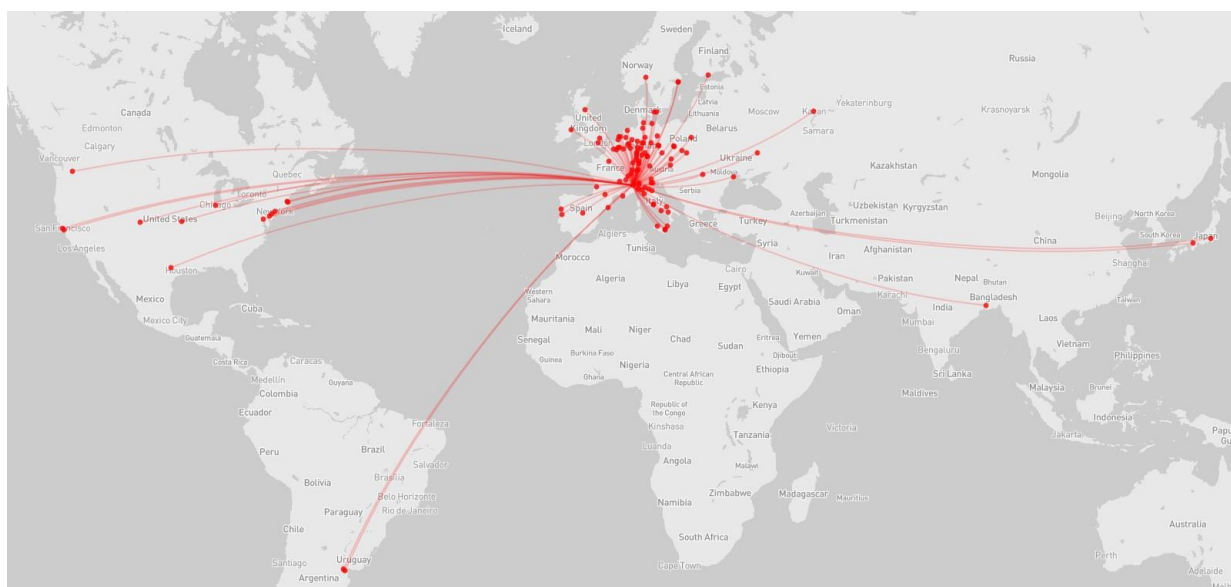 Iceland
Sweden
Finland
Norway
Russia
Estonia
Latvia
Lithuania
Denmark
Moscow
Kazan
Yekaterinburg
Krasnoyarsk
Samara
Canada
Edmonton
Calgary
Vancouver
United
Kingdom
London
Belarus
Poland
Ukraine
Moldova
France
Kazakhstan
Mongolia
Quebec
Toronto
Chicago
New York
United States
San Francisco
Los Angeles
Houston
Spain
Italy
Serbia
Greece
Turkey
Azerbaijan
Uzbekistan
Kyrgyzstan
Turkmenistan
Beijing
North Korea
South Korea
Japan
Algiers
Tunisia
Syria
Afghanistan
China
Shanghai
Morocco
Iran
Algeria
Libya
Cairo
Egypt
Kuwait
Pakistan
Nepal
Bhutan
Karachi
Bangladesh
India
Taiwan
Western
Sahara
Saudi Arabia
Oman
Mexico
Cuba
Mexico City
Mumbai
Laos
Mauritania
Mali
Niger
Chad
Sudan
Eritrea
Yemen
Guatemala
Senegal
Burkina Faso
Djibouti
Bengaluru
Vietnam
Philippines
Costa Rica
Caracas
Guinea
Ghana
Nigeria
Central African
Republic
Ethiopia
Sri Lanka
Medellín
Guyana
Colombia
Maldives
Malaysia
Brunei
Ecuador
Republic of
the Congo
Kenya
Kinshasa
Indonesia
Fortaleza
Victoria
Papu
Gu
Jakarta
Tanzania
Luanda
Peru
Brazil
Salvador
Angola
Malawi
Brasília
Bolivia
Belo Horizonte
Zimbabwe
Madagascar
Mauritius
Namibia
Rio de Janeiro
Paraguay
Chile
Australia
South Africa
Perth
Uruguay
Santiago
Cape Town
Argentina
Adelaide